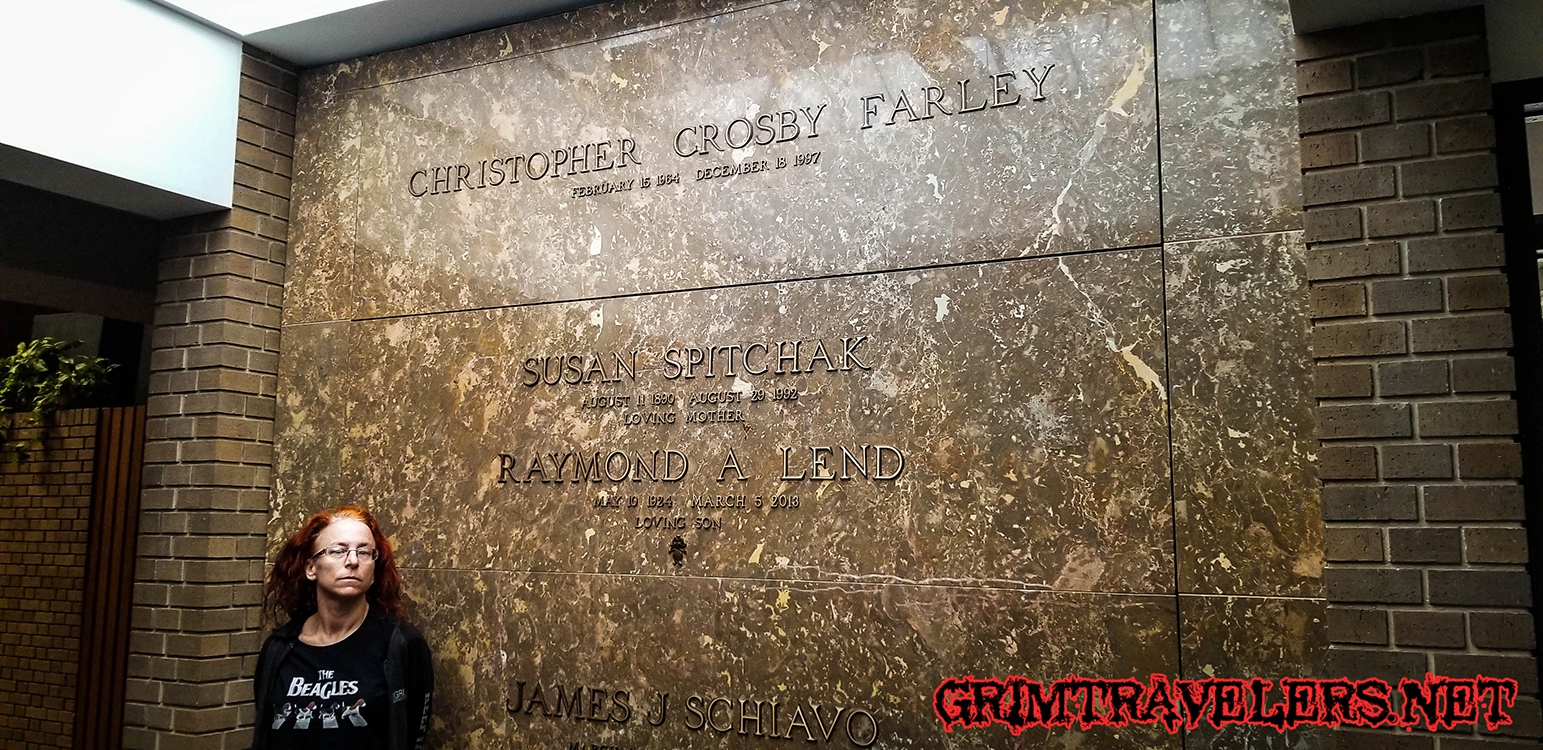 CHRISTOPHER CROSBY FARLEY
FEBRUARY 15 1964 DECEMBER 18 1997
SUSAN SPITCHAK
AUGUST 11 1890 AUGUST 29 1992
LOVING MOTHER
RAYMOND A LEND
MAY 19 1924 MARCH 5 2013
LOVING SON
JAMES J SCHIAVO
THE
BEAGLES
GRIMTRAVELERS.NET